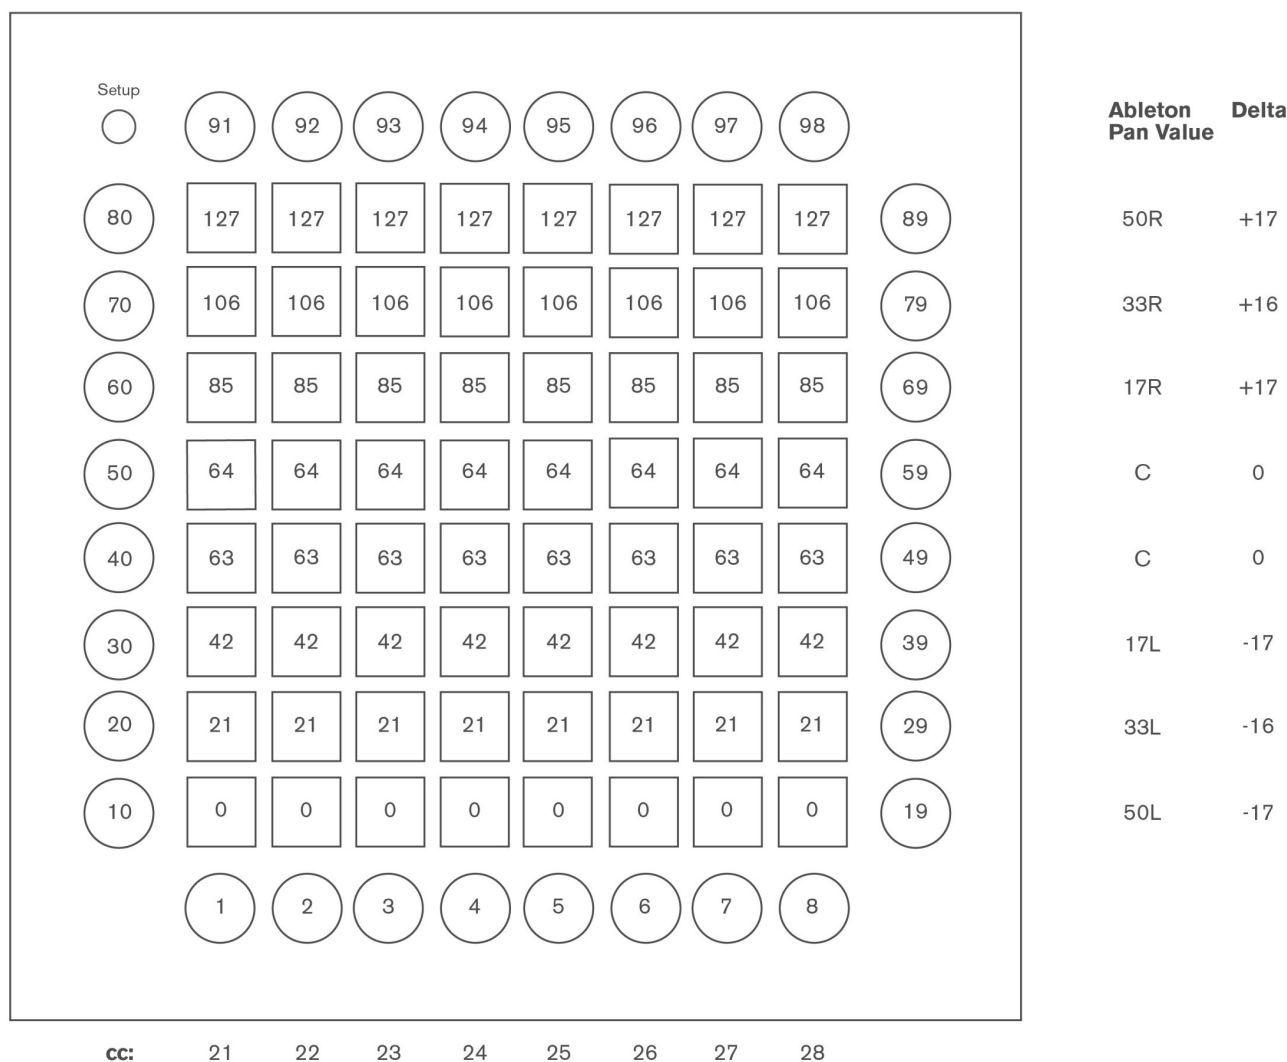 Setup
91 92 93 94 95 96 97 98
Ableton Pan Value Delta
80 127 127 127 127 127 127 127 127 89 50R +17
70 106 106 106 106 106 106 106 106 79 33R +16
60 85 85 85 85 85 85 85 85 69 17R +17
50 64 64 64 64 64 64 64 64 59 C 0
40 63 63 63 63 63 63 63 63 49 C 0
30 42 42 42 42 42 42 42 42 39 17L -17
20 21 21 21 21 21 21 21 21 29 33L -16
10 0 0 0 0 0 0 0 0 19 50L -17
1 2 3 4 5 6 7 8
cc: 21 22 23 24 25 26 27 28